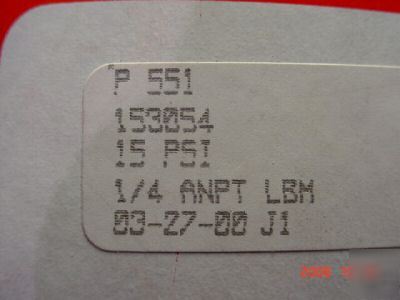 P 551
153054
15 PSI
1/4 ANPT LBM
03-27-00 J1